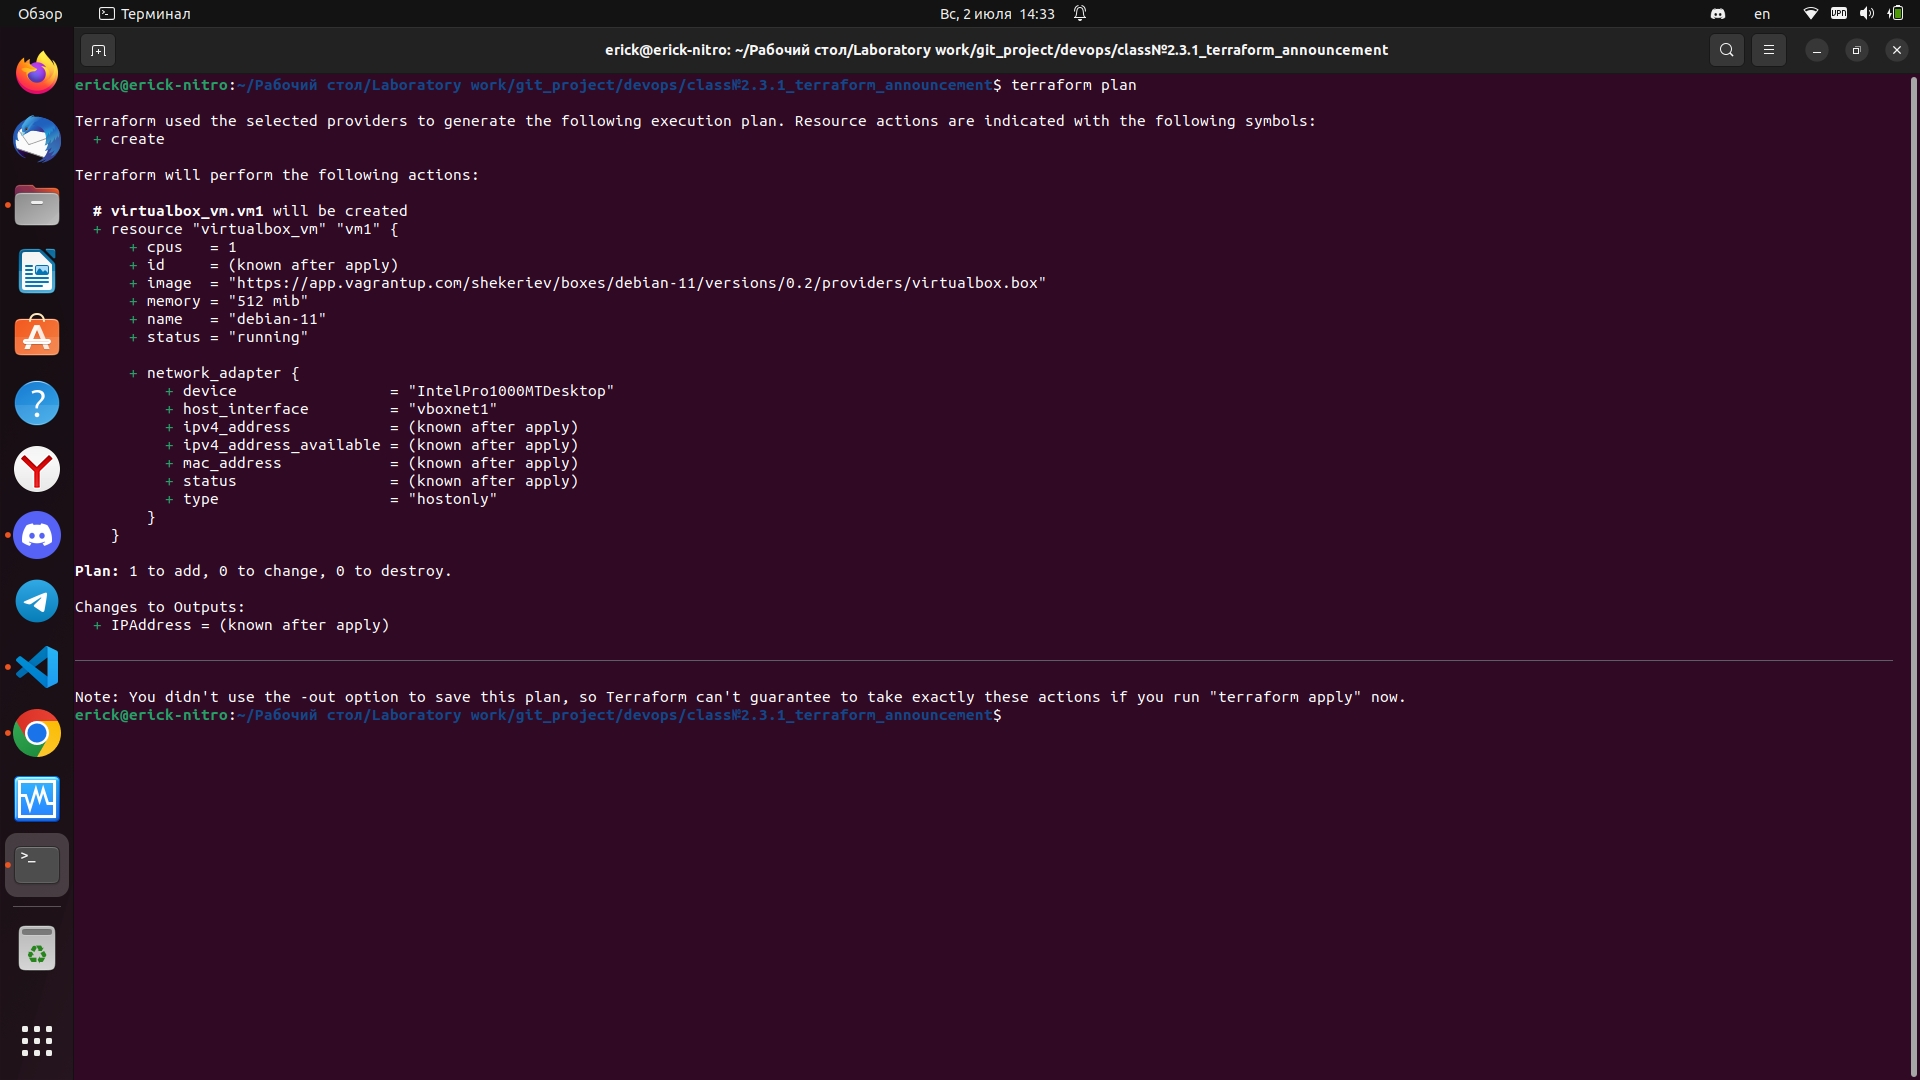 Обзор
Терминал
Вс, 2 июля 14:33
en
VPN
erick@erick-nitro: ~/Рабочий стол/Laboratory work/git_project/devops/class№2.3.1_terraform_announcement
erick@erick-nitro:~/Рабочий стол/Laboratory work/git_project/devops/class№2.3.1_terraform_announcement$ terraform plan
Terraform used the selected providers to generate the following execution plan. Resource actions are indicated with the following symbols:
+ create
Terraform will perform the following actions:
# virtualbox_vm.vm1 will be created
+ resource "virtualbox_vm" "vm1" {
+ cpus = 1
+ id = (known after apply)
+ image = "https://app.vagrantup.com/shekeriev/boxes/debian-11/versions/0.2/providers/virtualbox.box"
+ memory = "512 mib"
+ name = "debian-11"
+ status = "running"
+ network_adapter {
+ device = "IntelPro1000MTDesktop"
+ host_interface = "vboxnet1"
+ ipv4_address = (known after apply)
+ ipv4_address_available = (known after apply)
+ mac_address = (known after apply)
+ status = (known after apply)
+ type = "hostonly"
}
}
Plan: 1 to add, 0 to change, 0 to destroy.
Changes to Outputs:
+ IPAddress = (known after apply)
Note: You didn't use the -out option to save this plan, so Terraform can't guarantee to take exactly these actions if you run "terraform apply" now.
erick@erick-nitro:~/Рабочий стол/Laboratory work/git_project/devops/class№2.3.1_terraform_announcement$